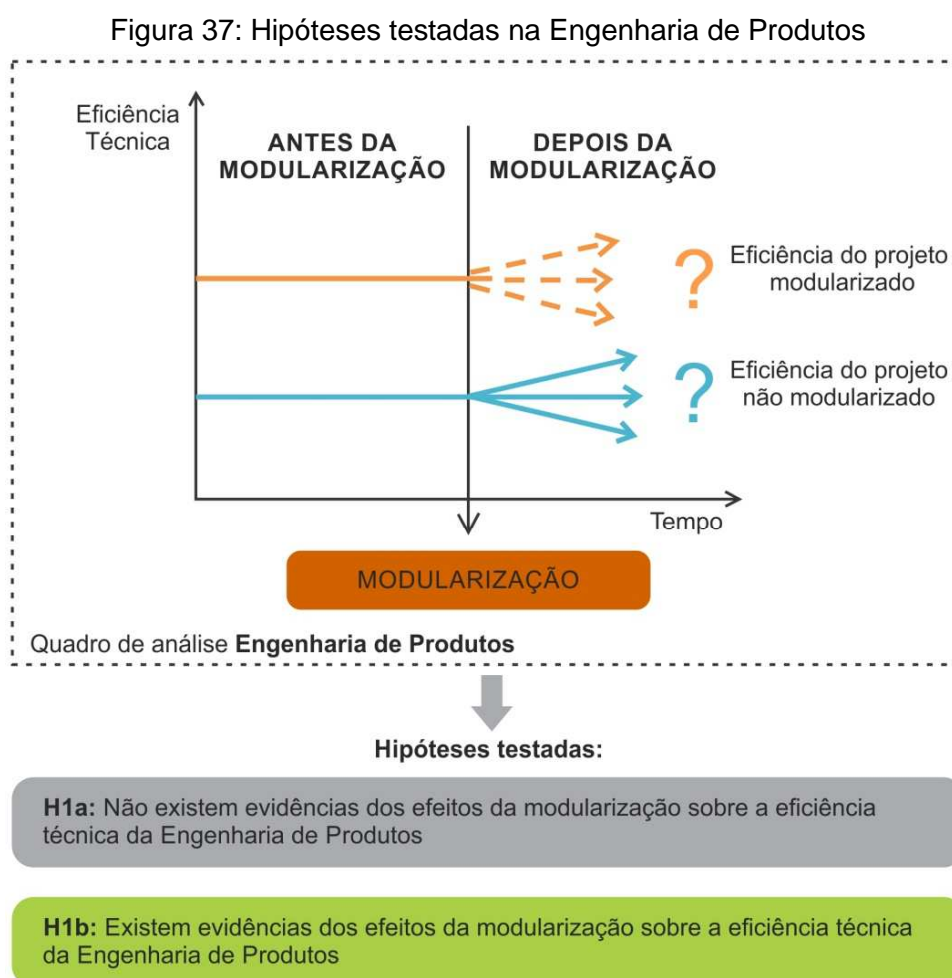 Figura 37: Hipóteses testadas na Engenharia de Produtos
Eficiência
Técnica
ANTES DA
MODULARIZAÇÃO
DEPOIS DA
MODULARIZAÇÃO
?
Eficiência do projeto
modularizado
?
Eficiência do projeto
não modularizado
Tempo
MODULARIZAÇÃO
Quadro de análise Engenharia de Produtos
Hipóteses testadas:
H1a: Não existem evidências dos efeitos da modularização sobre a eficiência
técnica da Engenharia de Produtos
H1b: Existem evidências dos efeitos da modularização sobre a eficiência técnica
da Engenharia de Produtos